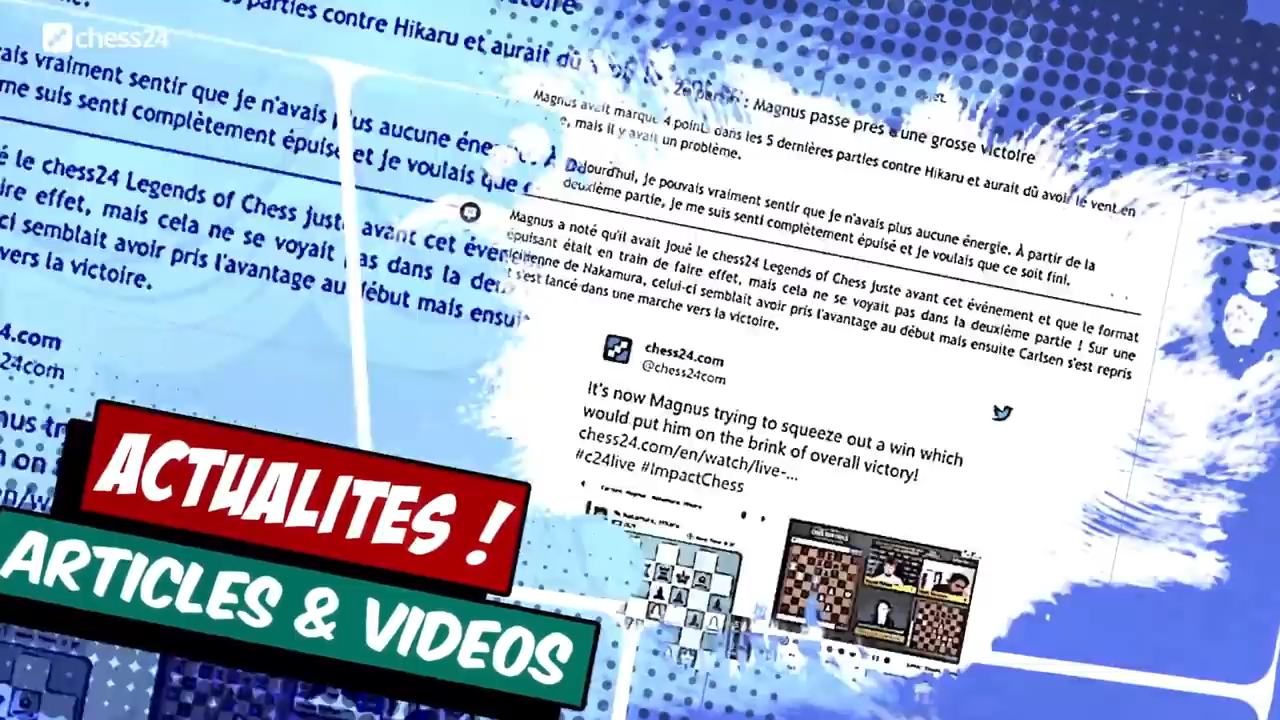 chess24
parties contre Hikaru et aurait dû
vraiment sentir que je n'avais plus aucune
me suis senti complètement épuisé et je voulais que
le chess24 Legends of Chess juste avant cet
ire effet, mais cela ne se voyait pas dans la
ci semblait avoir pris l'avantage au début mais
vers la victoire.
4.com
24com
: Magnus passe près d'une grosse victoire
Magnus avait marqué 4 points dans les 5 dernières parties contre Hikaru et aurait dû avoir le vent en
, mais il y avait un problème.
jourd'hui, je pouvais vraiment sentir que je n'avais plus aucune énergie. À partir de la
deuxième partie, je me suis senti complètement épuisé et je voulais que ce soit fini.
Magnus a noté qu'il avait joué le chess24 Legends of Chess juste avant cet événement et que le format
épuisant était en train de faire effet, mais cela ne se voyait pas dans la deuxième partie ! Sur une
de Nakamura, celui-ci semblait avoir pris l'avantage au début mais ensuite Carlsen s'est repris
s'est lancé dans une marche vers la victoire.
chess24.com
@chess24com
It's now Magnus trying to squeeze out a win which
would put him on the brink of overall victory!
chess24.com/en/watch/live-...
#c24live #ImpactChess
ACTUALITES !
ARTICLES & VIDEOS